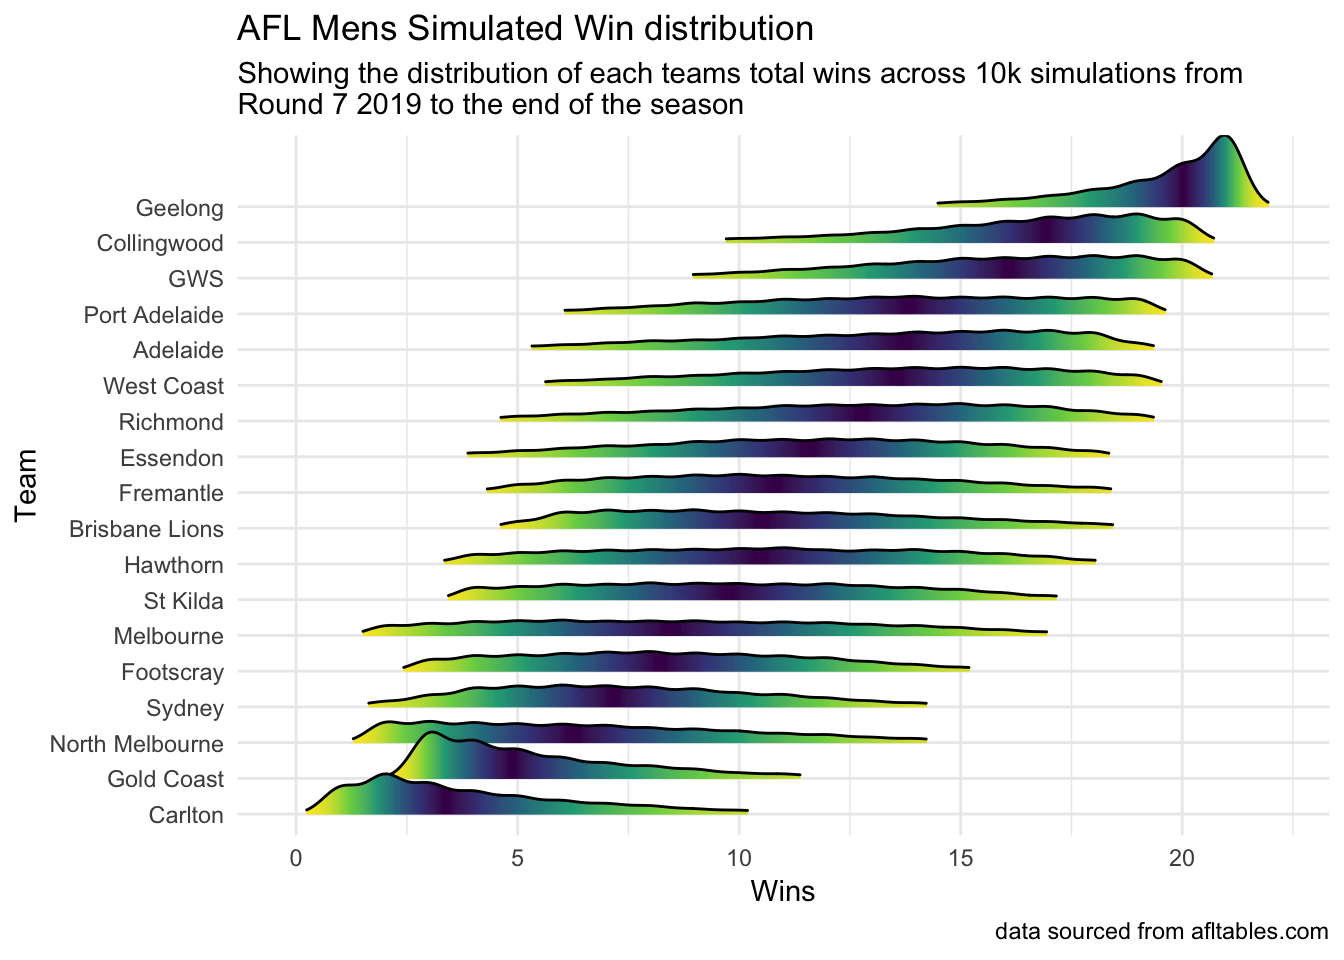 AFL Mens Simulated Win distribution
Showing the distribution of each teams total wins across 10k simulations from
Round 7 2019 to the end of the season
Team
Geelong
Collingwood
GWS
Port Adelaide
Adelaide
West Coast
Richmond
Essendon
Fremantle
Brisbane Lions
Hawthorn
St Kilda
Melbourne
Footscray
Sydney
North Melbourne
Gold Coast
Carlton
0 5 10 15 20
Wins
data sourced from afltables.com